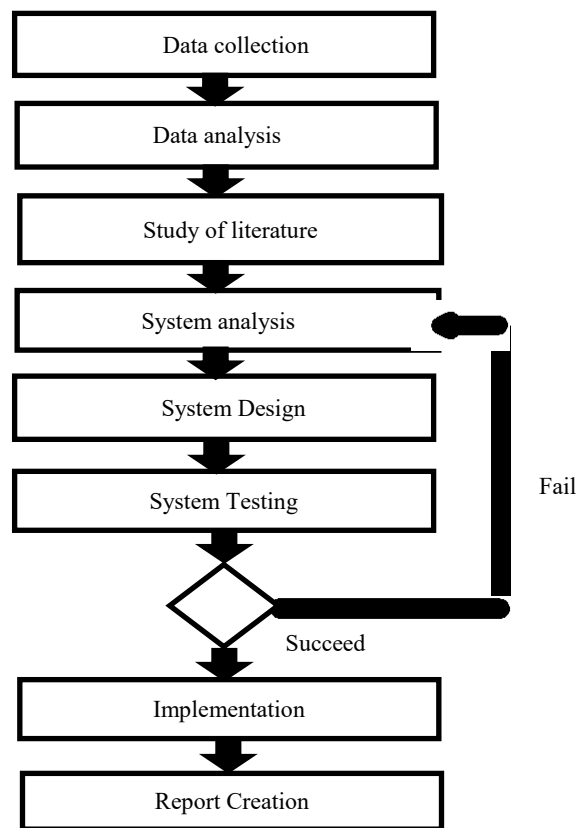 Data collection
Data analysis
Study of literature
System analysis
System Design
Fail
System Testing
Succeed
Implementation
Report Creation